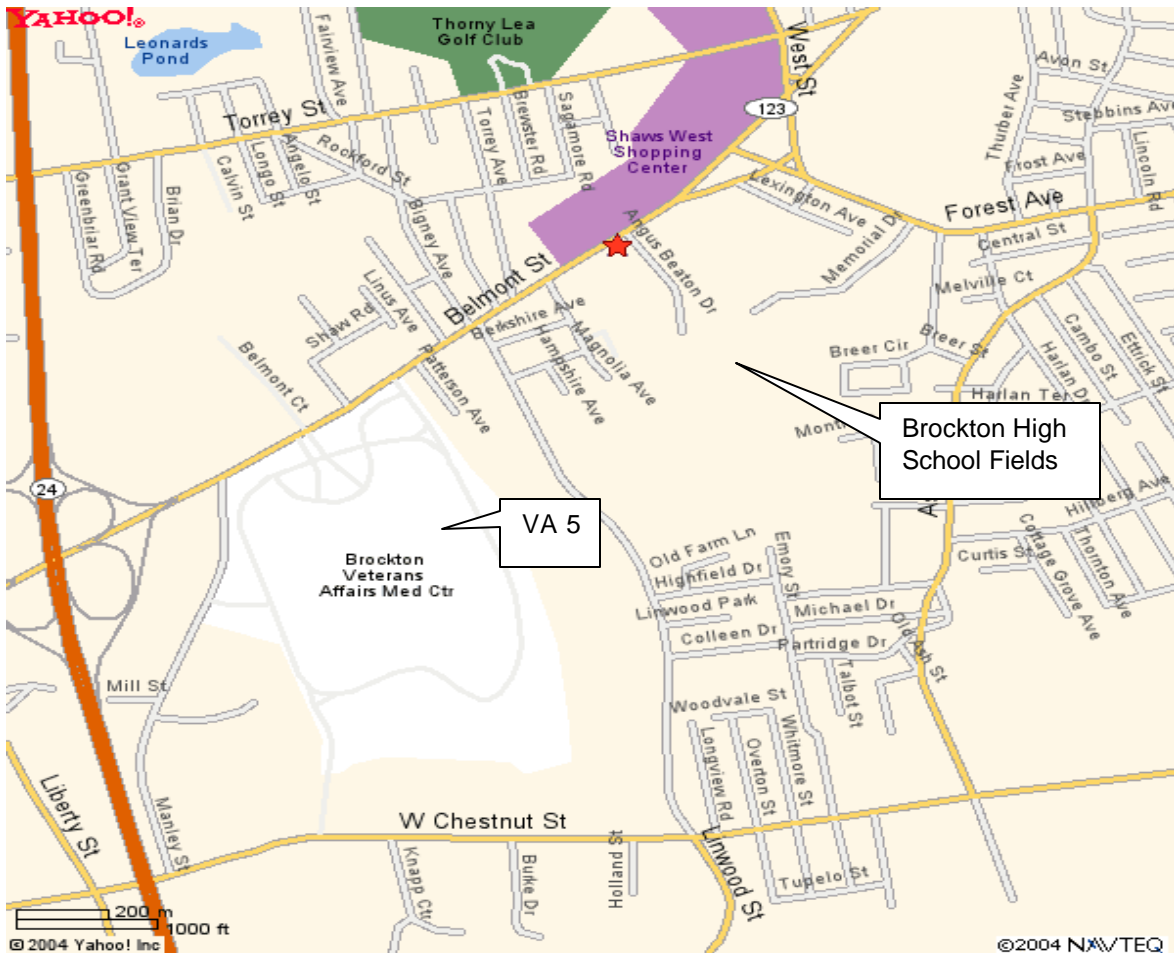 YAHOO!®
Thorny Lea
Golf Club
Leonards
Pond
Fairview Ave
West St
Avon St
Thurber Ave
Stebbins Av
Torrey St
Brewster Rd
Sagamore Rd
123
Shaws West
Shopping
Center
Torrey Ave
Rockford St
Angelo St
Longo St
Calvin St
Grant View Ter
Greenbriar Rd
Brian Dr
Frost Ave
Lincoln Rd
Lexington Ave
Forest Ave
Memorial Dr
Central St
Angus Beaton Dr
Bigney Ave
Belmont St
Linus Ave
Shaw Rd
Melville Ct
Berkshire Ave
Magnolia Ave
Hampshire Ave
Patterson Ave
Belmont Ct
Breer Cir
Breer St
Cambo St
Ettrick St
Harlan Dr
Harlan Ter
Mont
Brockton High
School Fields
24
VA 5
As
Hillberg Ave
Brockton
Veterans
Affairs Med Ctr
Old Farm Ln
Highfield Dr
Emory St
Curtis St
Cottage Grove Ave
Thornton Ave
Linwood Park
Michael Dr
Colleen Dr
Partridge Dr
Old Ash St
Talbot St
Mill St
Woodvale St
Longview Rd
Overton St
Whitmore St
Liberty St
Manley St
W Chestnut St
Knapp Ctr
Burke Dr
Holland St
Linwood St
Tupelo St
200 m
1000 ft
© 2004 Yahoo! Inc
©2004 NAVTEQ